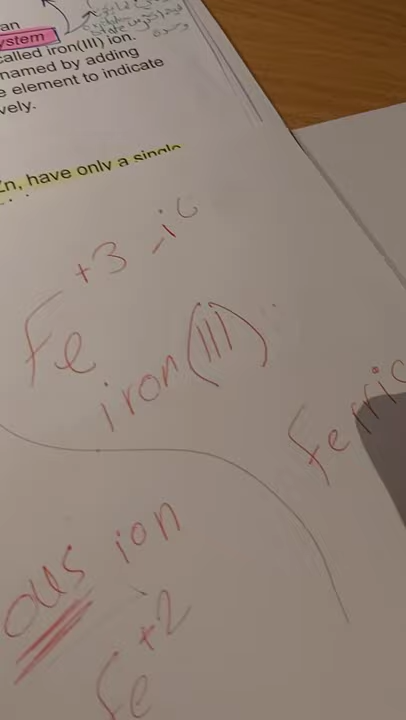 an
ystem
called iron(III) ion.
named by adding
e element to indicate
vely.
Zn, have only a single
Fe +3 ic
iron (III)
Ferric
ous ion
Fe +2